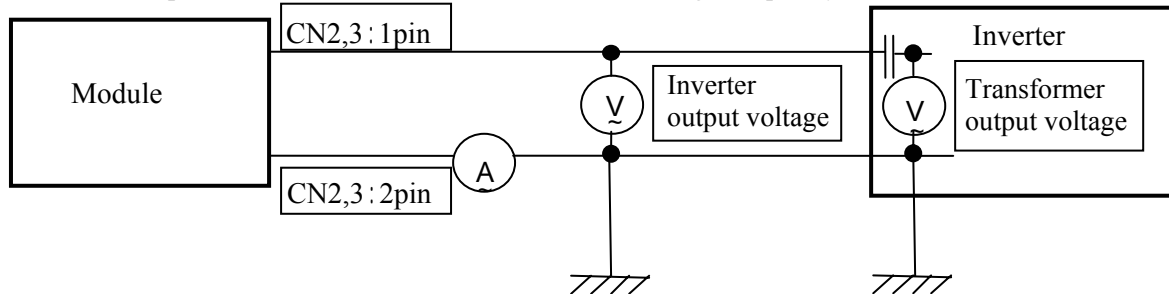 CN2,3:1pin
Inverter
Module
Inverter
output voltage
Transformer
output voltage
V
~
V
~
A
~
CN2,3:2pin